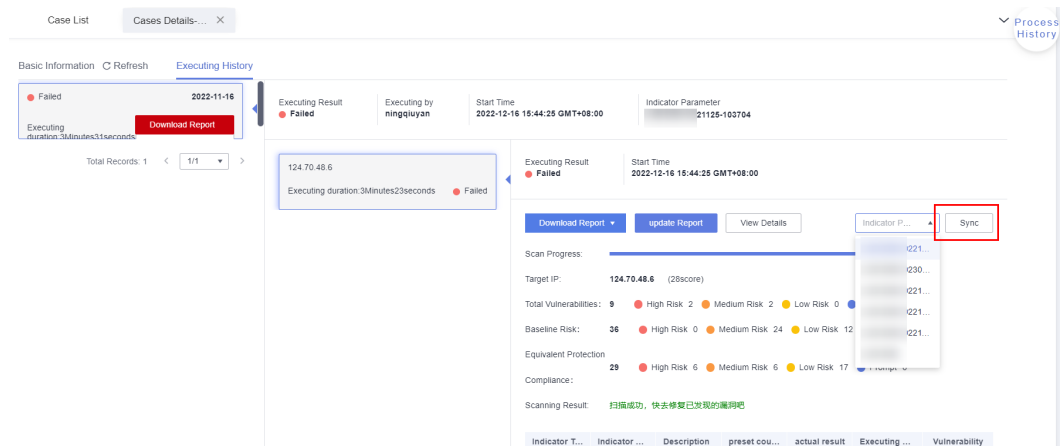 Case List
Cases Details-...
Process
History
Basic Information
Refresh
Executing History
Failed
2022-11-16
Executing
duration:3Minutes31seconds
Download Report
Total Records: 1
1/1
Executing Result
Failed
Executing by
ningqiuyan
Start Time
2022-12-16 15:44:25 GMT+08:00
Indicator Parameter
21125-103704
124.70.48.6
Executing duration:3Minutes23seconds
Failed
Executing Result
Failed
Start Time
2022-12-16 15:44:25 GMT+08:00
Download Report
update Report
View Details
Indicator P...
Sync
Scan Progress:
Target IP: 124.70.48.6 (28score)
Total Vulnerabilities: 9 High Risk 2 Medium Risk 2 Low Risk 0
Baseline Risk: 36 High Risk 0 Medium Risk 24 Low Risk 12
Equivalent Protection
Compliance:
29 High Risk 6 Medium Risk 6 Low Risk 17
Scanning Result: 扫描成功，快去修复已发现的漏洞吧
221...
230...
221...
221...
221...
Indicator T... Indicator ... Description preset cou... actual result Executing ... Vulnerability